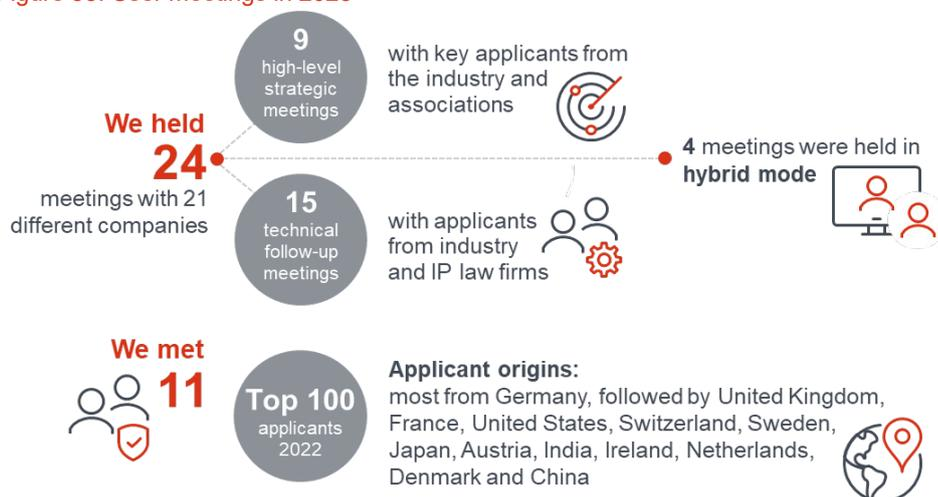 9
high-level
strategic
meetings
with key applicants from
the industry and
associations
We held
24
meetings with 21
different companies
4 meetings were held in
hybrid mode
15
technical
follow-up
meetings
with applicants
from industry
and IP law firms
We met
11
Top 100
applicants
2022
Applicant origins:
most from Germany, followed by United Kingdom,
France, United States, Switzerland, Sweden,
Japan, Austria, India, Ireland, Netherlands,
Denmark and China